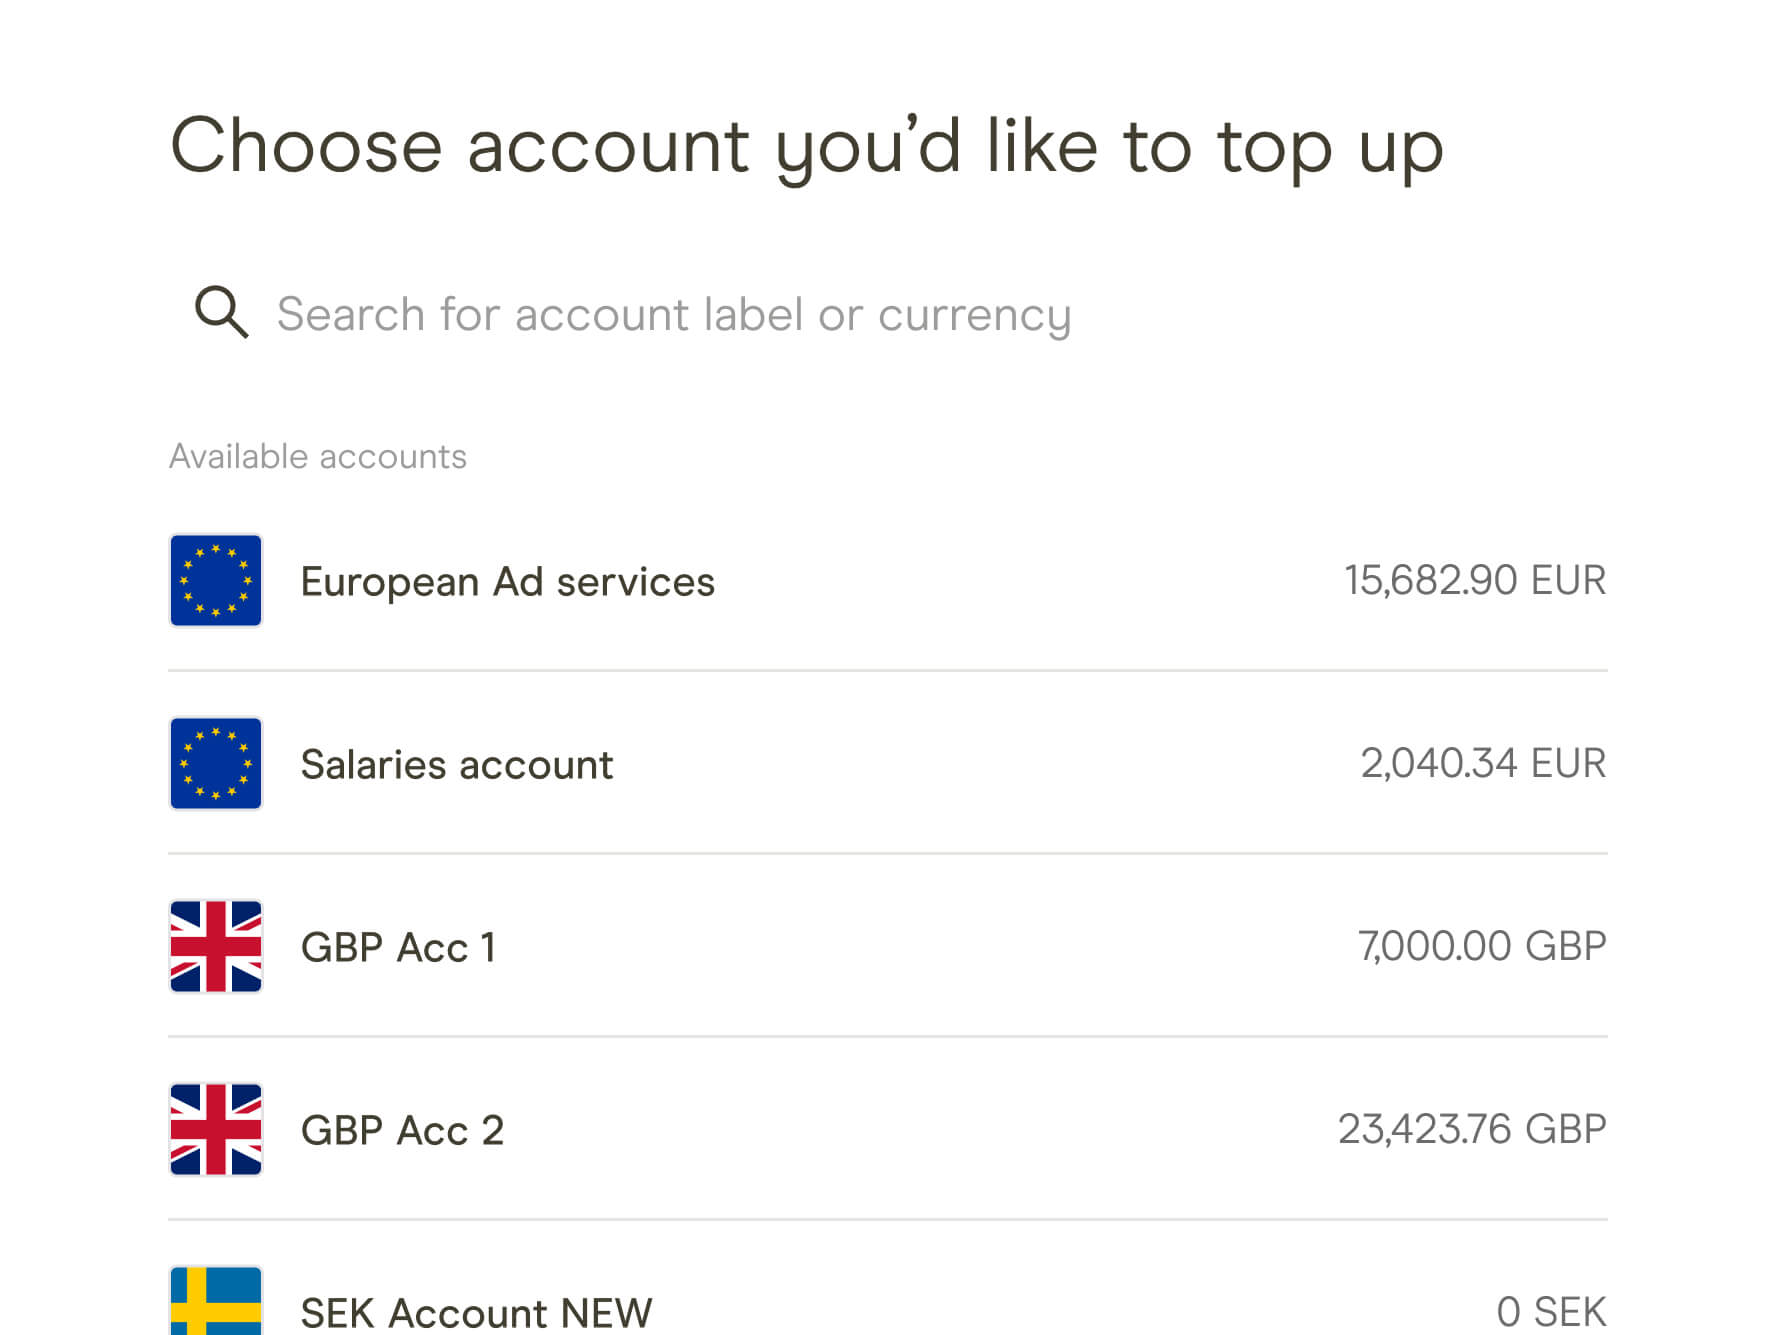 Choose account you’d like to top up
Search for account label or currency
Available accounts
European Ad services 15,682.90 EUR
Salaries account 2,040.34 EUR
GBP Acc 1 7,000.00 GBP
GBP Acc 2 23,423.76 GBP
SEK Account NEW 0 SEK